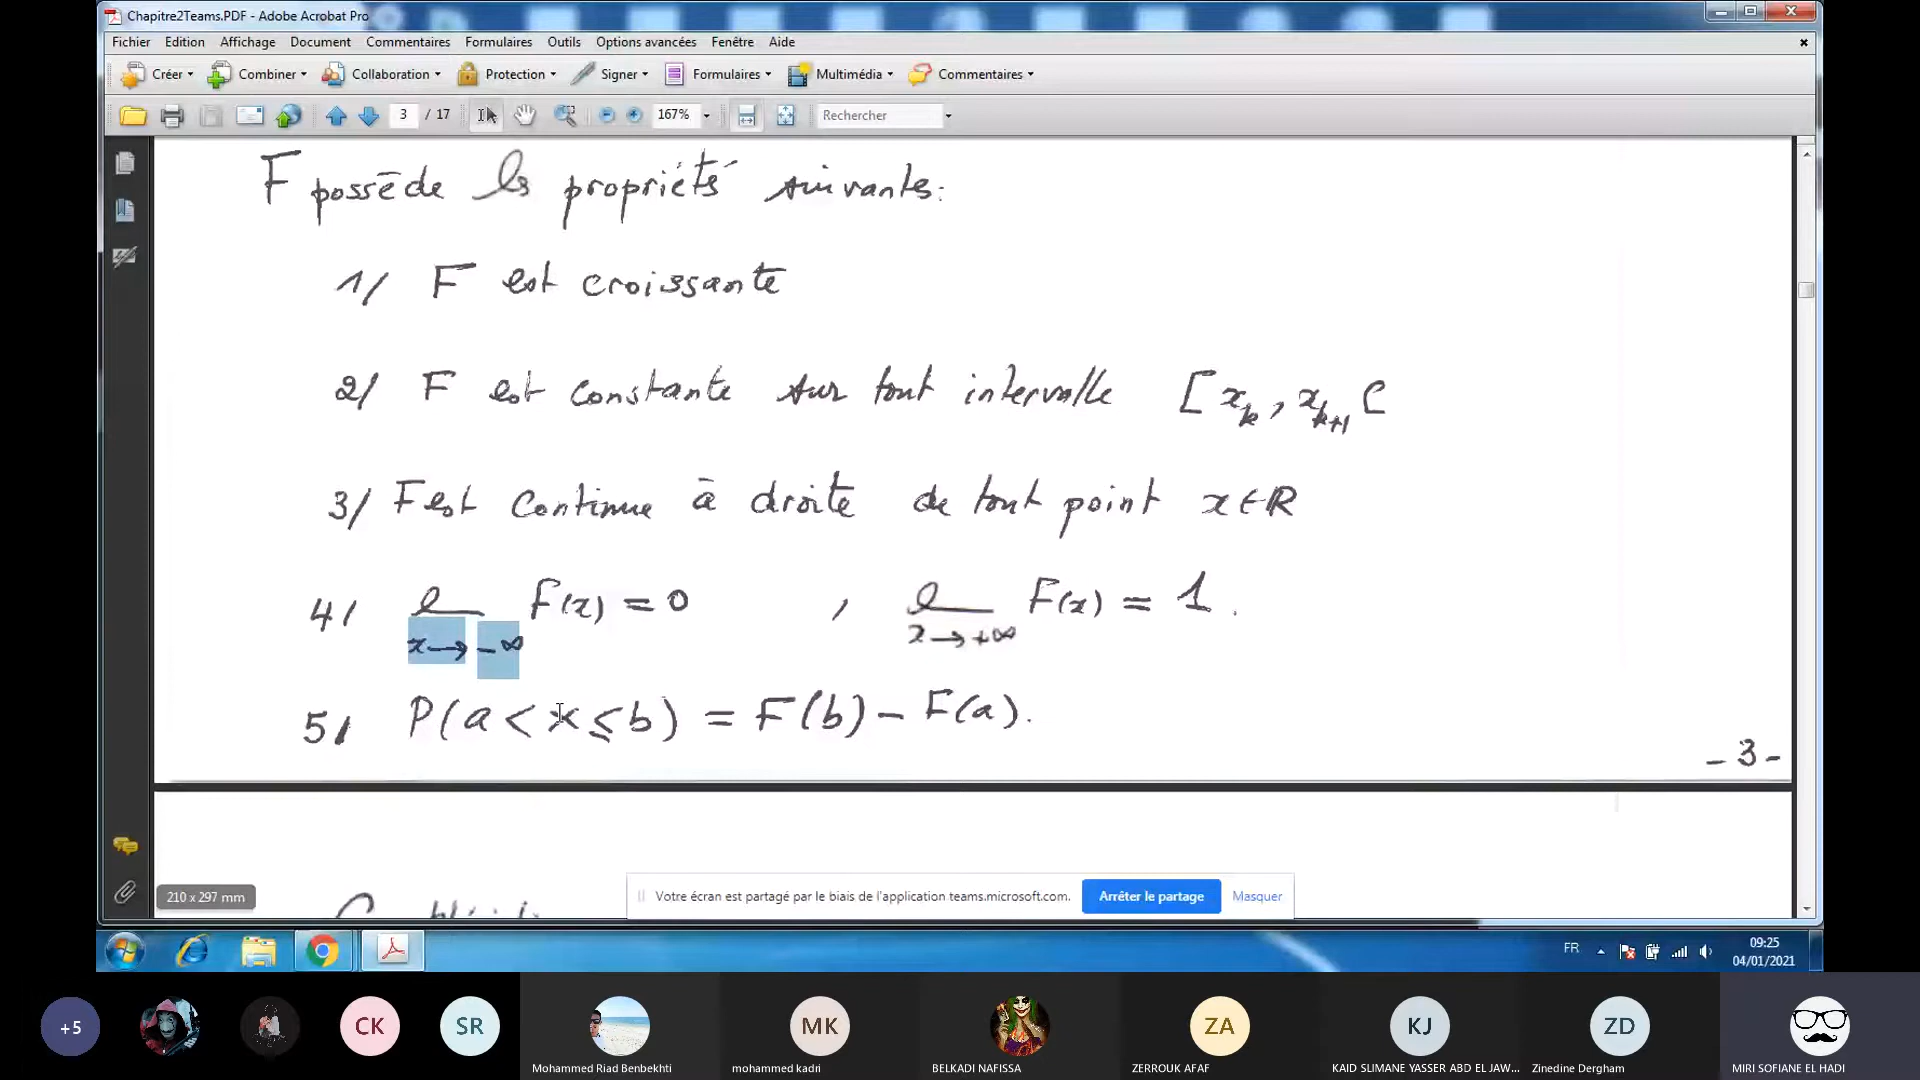 Chapitre2Teams.PDF - Adobe Acrobat Pro
Fichier Edition Affichage Document Commentaires Formulaires Outils Options avancées Fenêtre Aide
Créer Combiner Collaboration Protection Signer Formulaires Multimédia Commentaires
3 / 17 167% Rechercher
F possède les propriétés suivantes:
1/ F est croissante
2/ F est constante sur tout intervalle [x_k, x_{k+1}[
3/ F est continue à droite de tout point x∈R
4/ l F(x) = 0 , l F(x) = 1.
x→ -∞ x→+∞
5/ P(a < x ≤ b) = F(b) - F(a).
- 3 -
210 x 297 mm
Votre écran est partagé par le biais de l'application teams.microsoft.com. Arrêter le partage Masquer
FR 09:25
04/01/2021
+5 CK SR MK ZA KJ ZD
Mohammed Riad Benbekhti mohammed kadri BELKADI NAFISSA ZERROUK AFAF KAID SLIMANE YASSER ABD EL JAW... Zinedine Dergham MIRI SOFIANE EL HADI